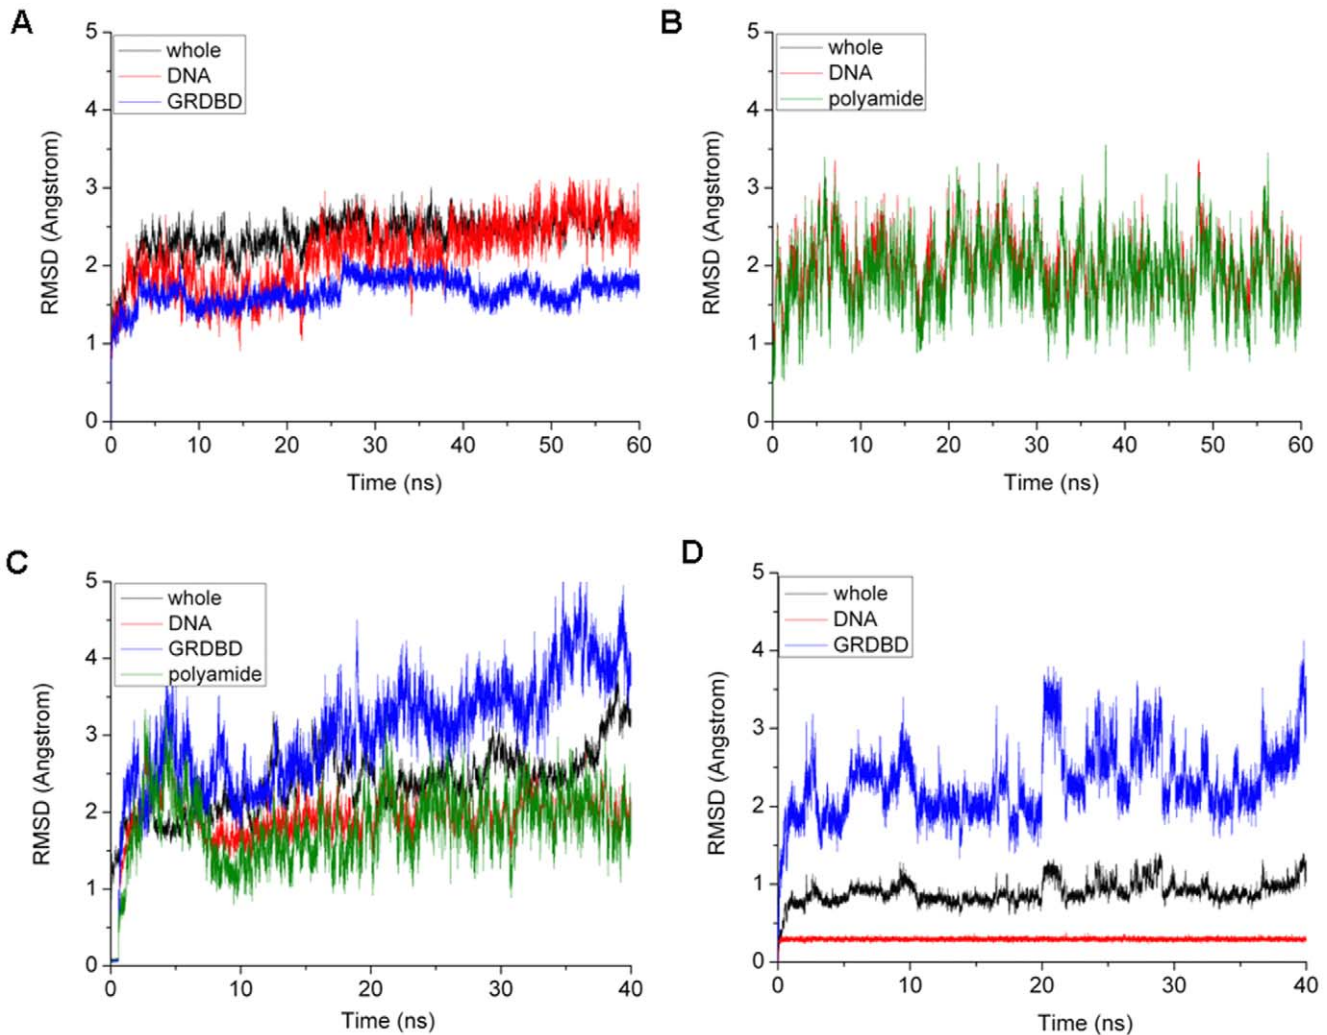 A
whole
DNA
GRDBD
5
4
3
2
1
0
RMSD (Angstrom)
0 10 20 30 40 50 60
Time (ns)
B
whole
DNA
polyamide
5
4
3
2
1
0
RMSD (Angstrom)
0 10 20 30 40 50 60
Time (ns)
C
whole
DNA
GRDBD
polyamide
5
4
3
2
1
0
RMSD (Angstrom)
0 10 20 30 40
Time (ns)
D
whole
DNA
GRDBD
5
4
3
2
1
0
RMSD (Angstrom)
0 10 20 30 40
Time (ns)